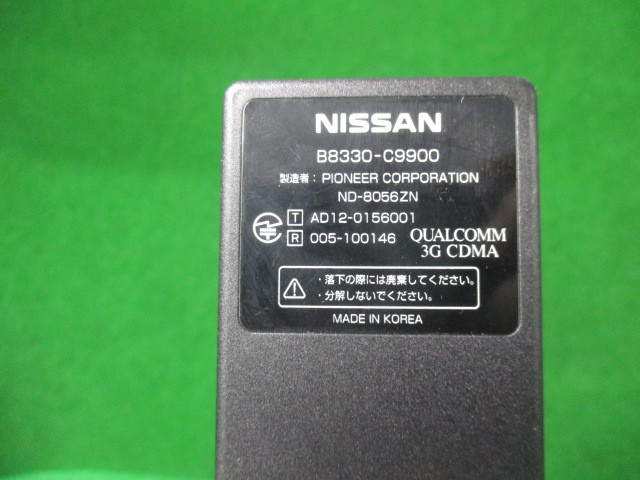 NISSAN
B8330-C9900
製造者： PIONEER CORPORATION
ND-8056ZN
T AD12-0156001
R 005-100146
QUALCOMM
3G CDMA
・落下の際には廃棄してください。
・分解しないでください。
MADE IN KOREA